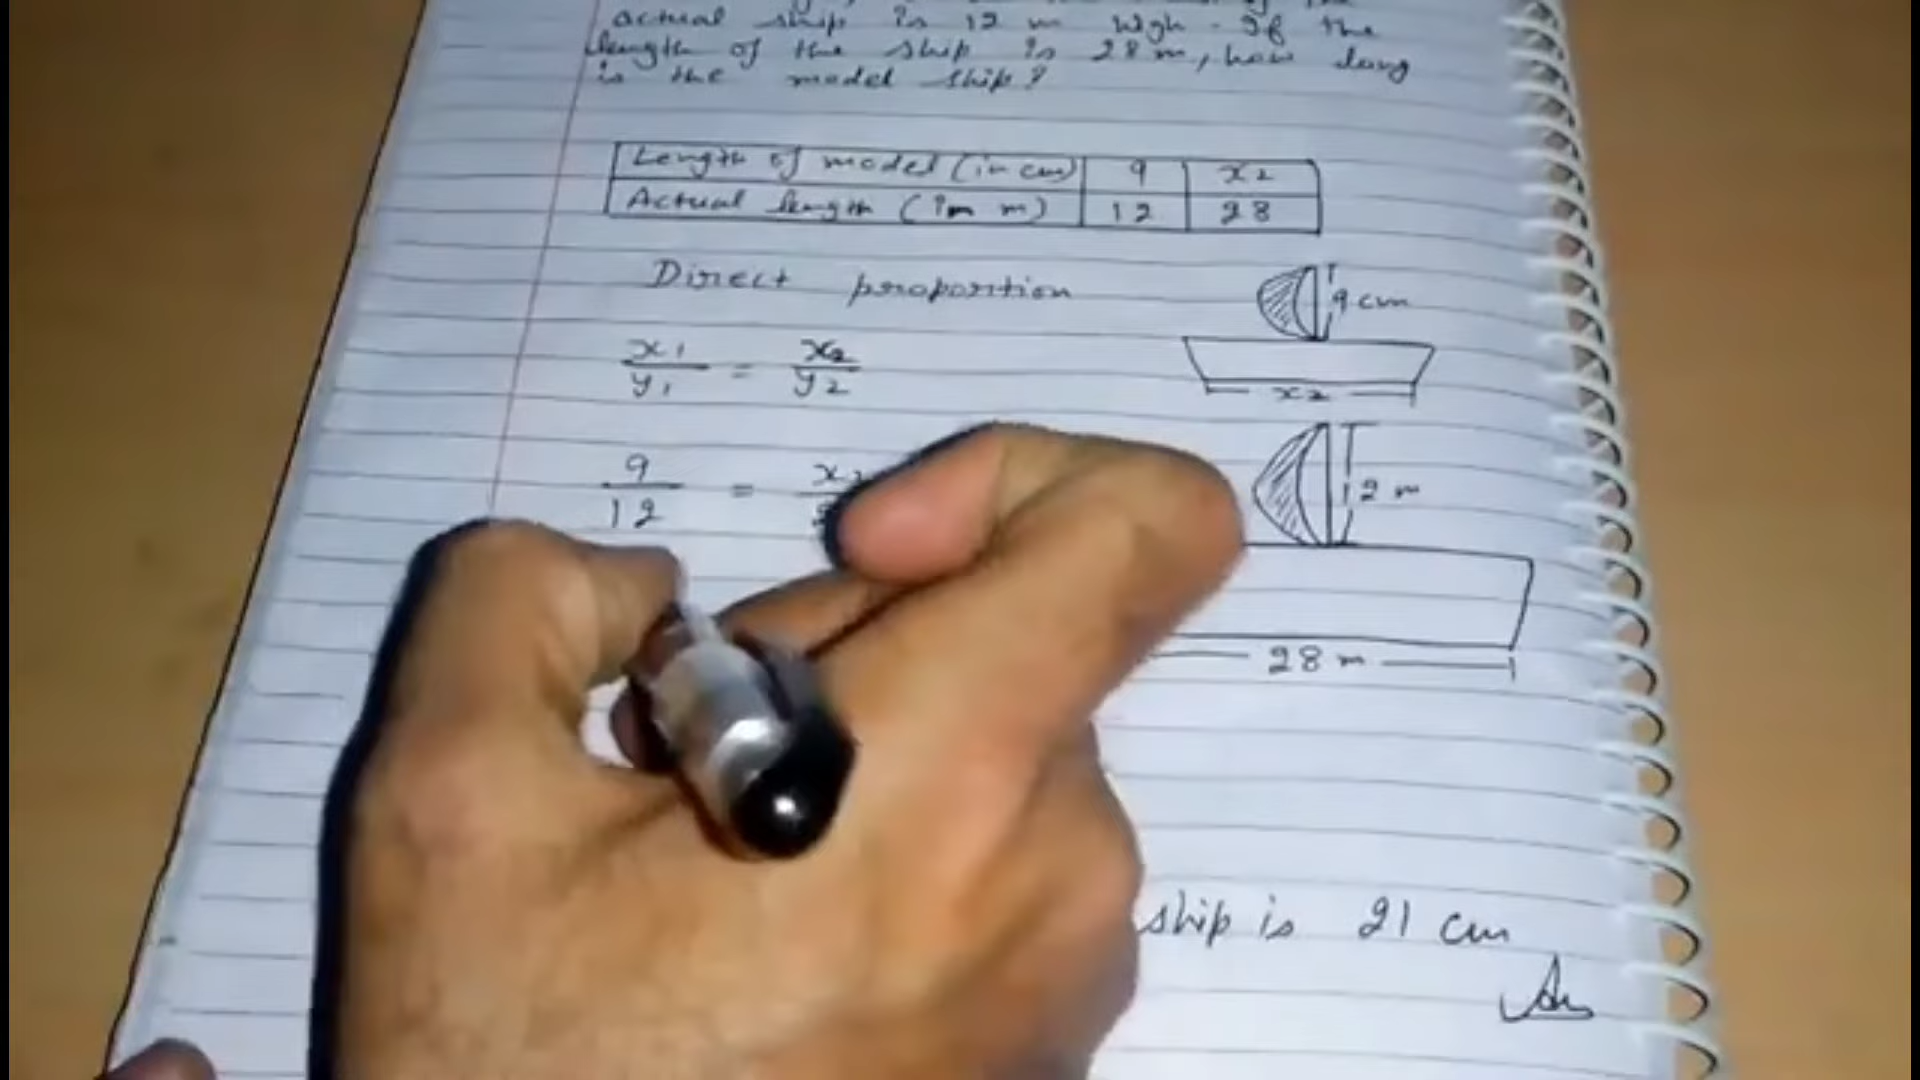 actual ship is 12 m high. If the
length of the ship is 28 m, how long
is the model ship?
Length of model (in cm) 9 x2
Actual length (in m) 12 28
Direct proportion
9 cm
x1/y1 = x2/y2
x2
9/12 = x2
12 m
28 m
ship is 21 cm